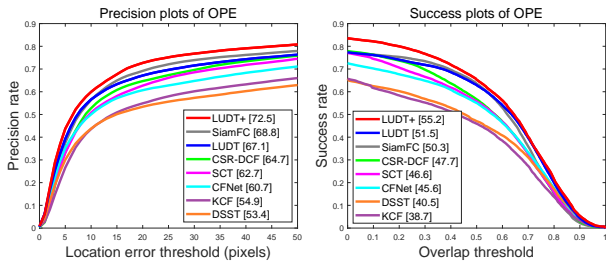 Precision plots of OPE
0.9
0.8
0.7
0.6
0.5
0.4
0.3
0.2
0.1
0
Precision rate
LUDT+ [72.5]
SiamFC [68.8]
LUDT [67.1]
CSR-DCF [64.7]
SCT [62.7]
CFNet [60.7]
KCF [54.9]
DSST [53.4]
0 5 10 15 20 25 30 35 40 45 50
Location error threshold (pixels)
Success plots of OPE
0.9
0.8
0.7
0.6
0.5
0.4
0.3
0.2
0.1
0
Success rate
LUDT+ [55.2]
LUDT [51.5]
SiamFC [50.3]
CSR-DCF [47.7]
SCT [46.6]
CFNet [45.6]
DSST [40.5]
KCF [38.7]
0 0.1 0.2 0.3 0.4 0.5 0.6 0.7 0.8 0.9 1
Overlap threshold